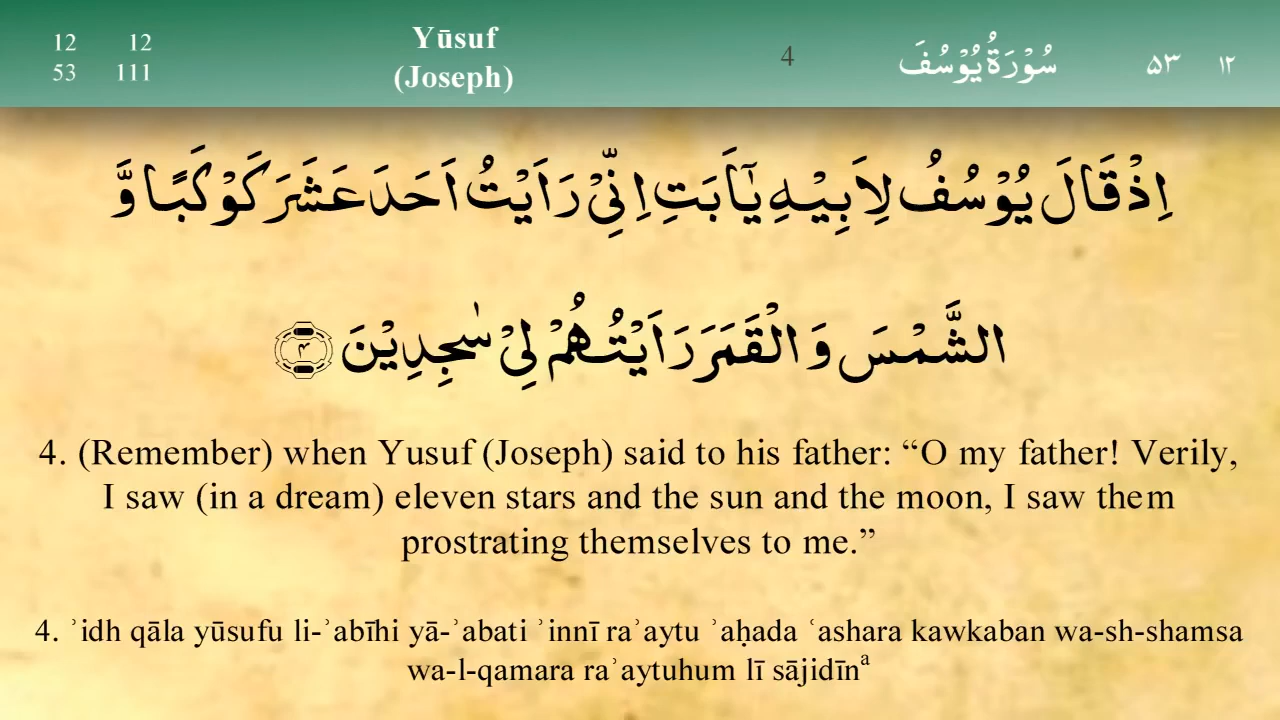 12 12
53 111
Yūsuf
(Joseph)
4
سُوْرَةُ يُوْسُفَ
۵۳ ۱۲
اِذْ قَالَ يُوْسُفُ لِاَبِيْهِ يٰۤاَبَتِ اِنِّىْ رَاَيْتُ اَحَدَ عَشَرَ كَوْكَبًا وَّ
الشَّمْسَ وَالْقَمَرَ رَاَيْتُهُمْ لِىْ سٰجِدِيْنَ ۴
4. (Remember) when Yusuf (Joseph) said to his father: “O my father! Verily,
I saw (in a dream) eleven stars and the sun and the moon, I saw them
prostrating themselves to me.”
4. ʾidh qāla yūsufu li-ʾabīhi yā-ʾabati ʾinnī raʾaytu ʾaḥada ʿashara kawkaban wa-sh-shamsa
wa-l-qamara raʾaytuhum lī sājidīnᵃ